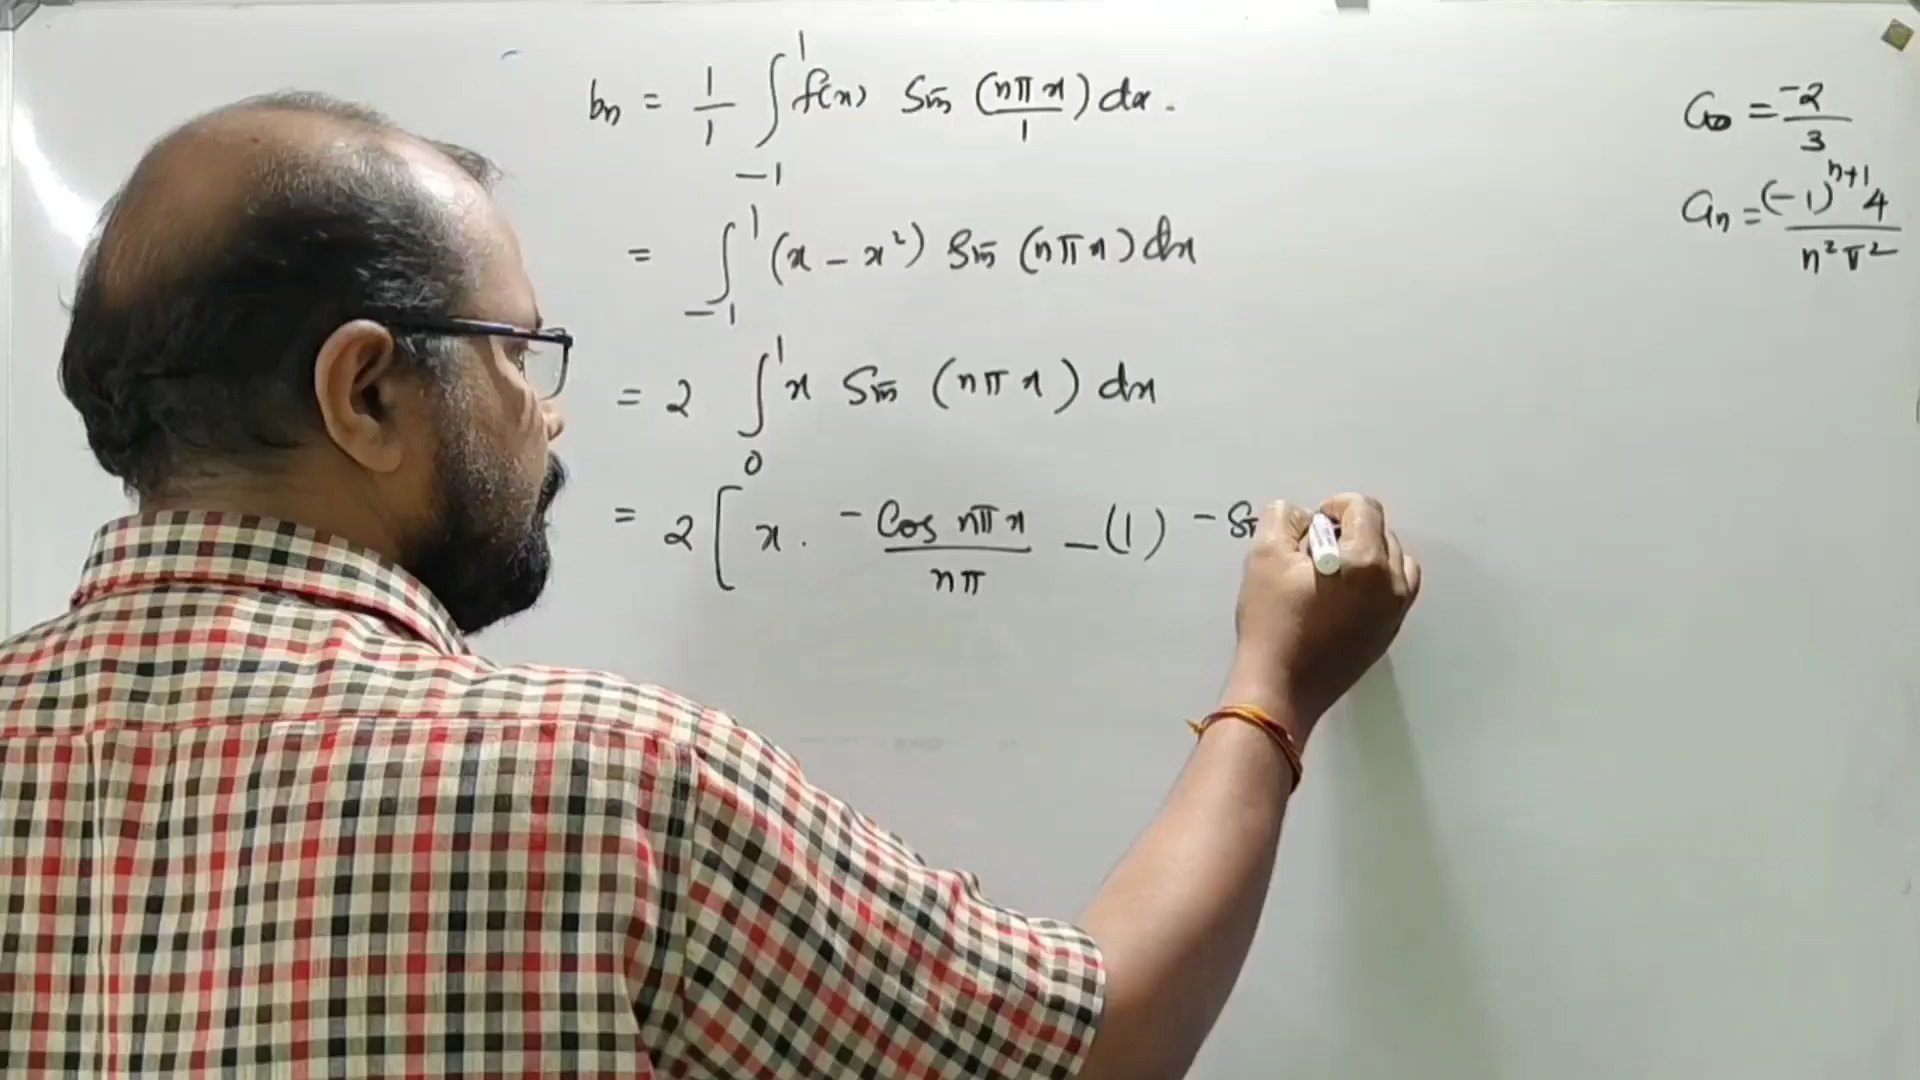 bn = 1/1 ∫_{-1}^{1} f(x) Sin (nπx/1) dx.
= ∫_{-1}^{1} (x - x²) Sin (nπx) dx
= 2 ∫_{0}^{1} x Sin (nπx) dx
= 2 [ x. -Cos nπx/nπ - (1) -Si
a0 = -2/3
an = (-1)^{n+1} 4/n²π²